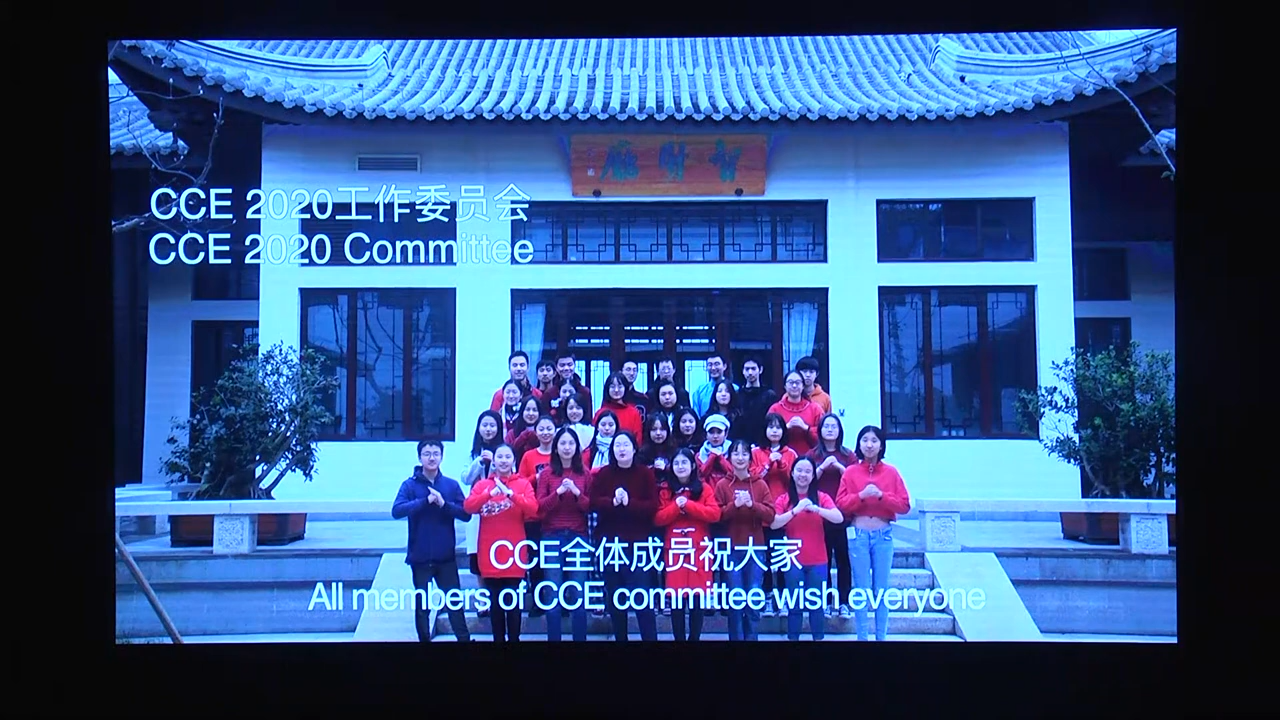 CCE 2020工作委员会
CCE 2020 Committee
CCE全体成员祝大家
All members of CCE committee wish everyone